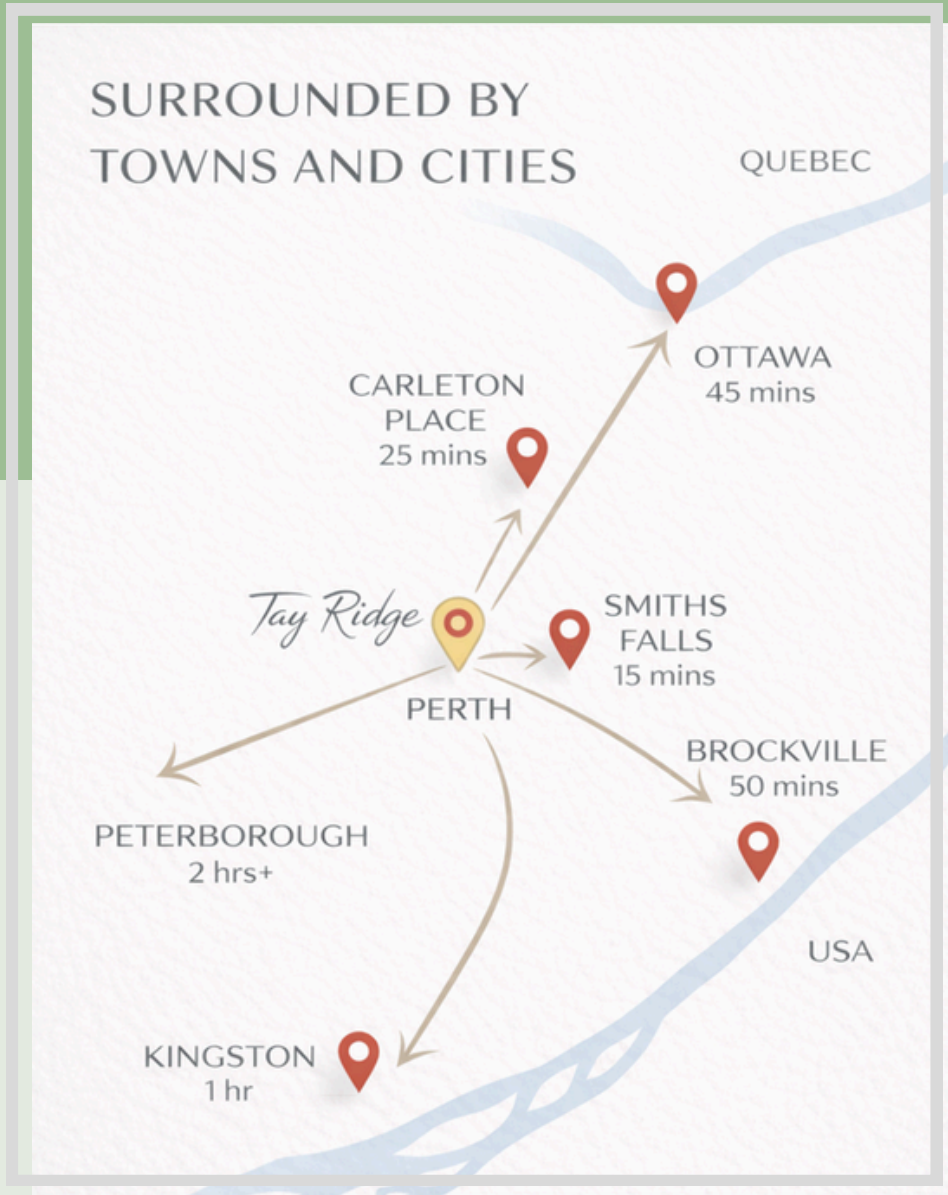 SURROUNDED BY
TOWNS AND CITIES
QUEBEC
OTTAWA
45 mins
CARLETON
PLACE
25 mins
Tay Ridge
SMITHS
FALLS
15 mins
PERTH
BROCKVILLE
50 mins
PETERBOROUGH
2 hrs+
USA
KINGSTON
1 hr